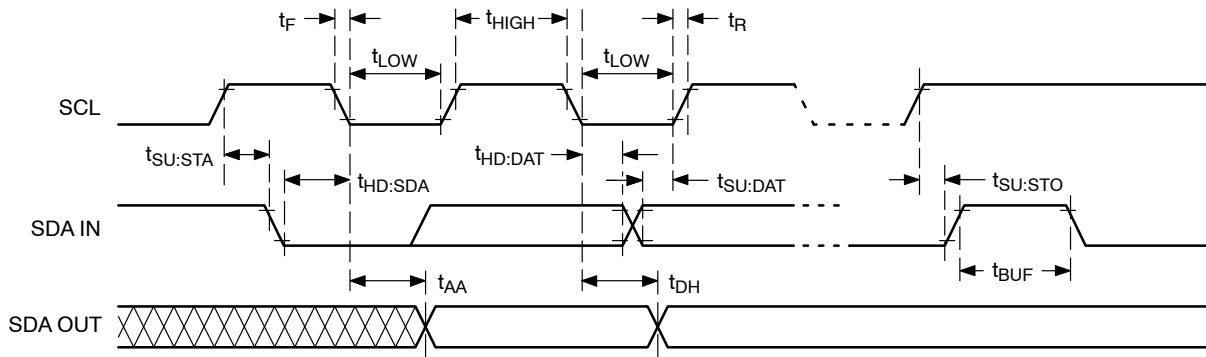 tF
tHIGH
tR
tLOW
tLOW
SCL
tSU:STA
tHD:DAT
tHD:SDA
tSU:DAT
tSU:STO
SDA IN
tAA
tDH
tBUF
SDA OUT